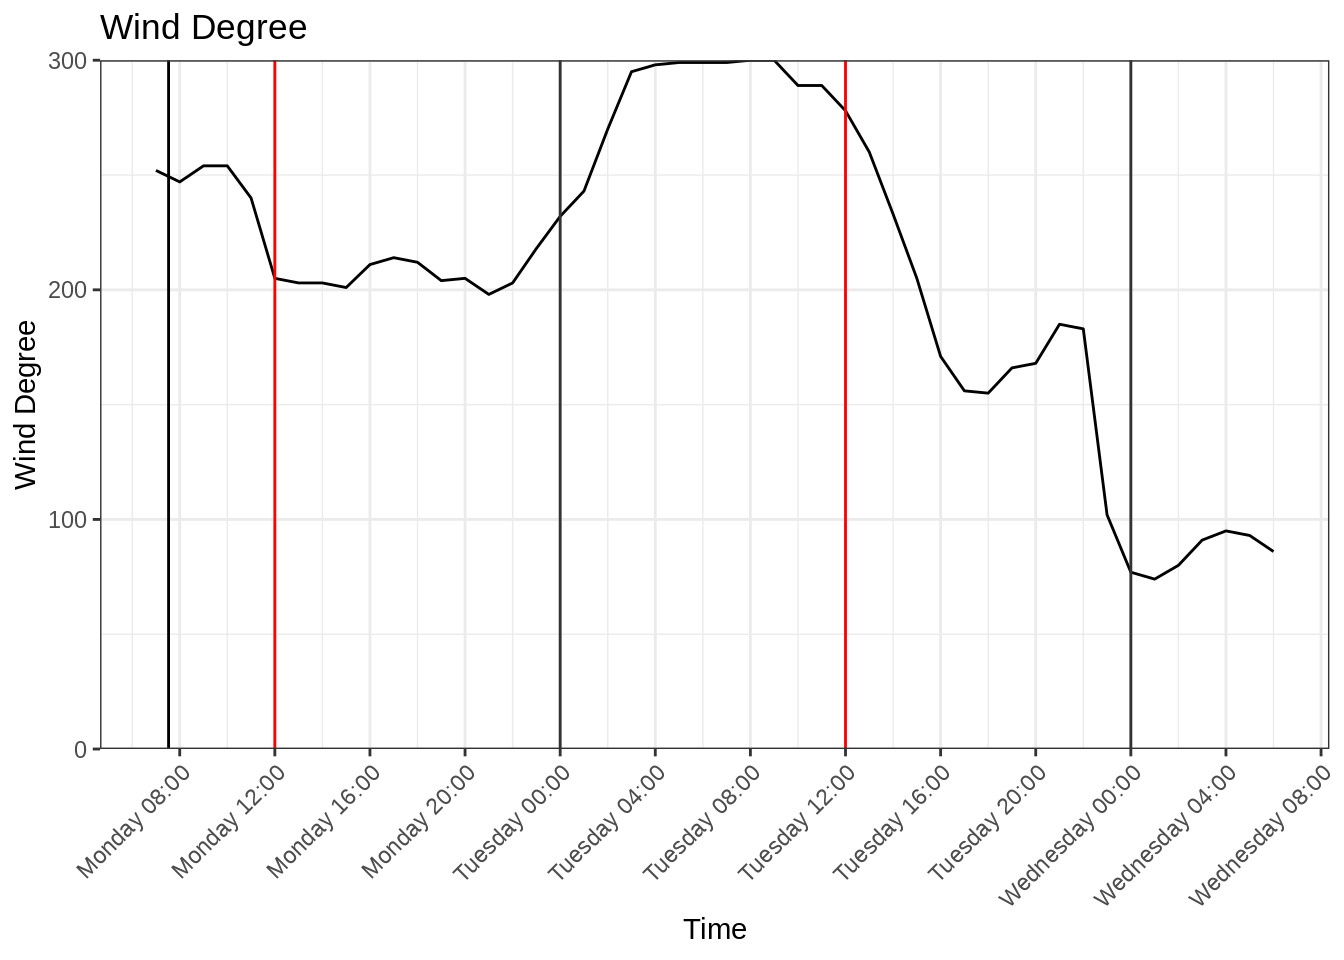 Wind Degree
Wind Degree
300
200
100
0
Monday 08:00
Monday 12:00
Monday 16:00
Monday 20:00
Tuesday 00:00
Tuesday 04:00
Tuesday 08:00
Tuesday 12:00
Tuesday 16:00
Tuesday 20:00
Wednesday 00:00
Wednesday 04:00
Wednesday 08:00
Time